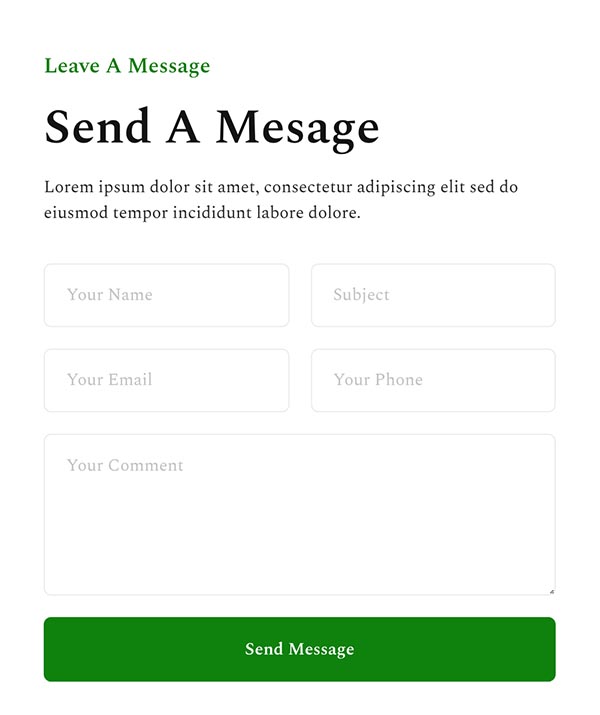 Leave A Message
Send A Mesage
Lorem ipsum dolor sit amet, consectetur adipiscing elit sed do
eiusmod tempor incididunt labore dolore.
Your Name
Subject
Your Email
Your Phone
Your Comment
Send Message